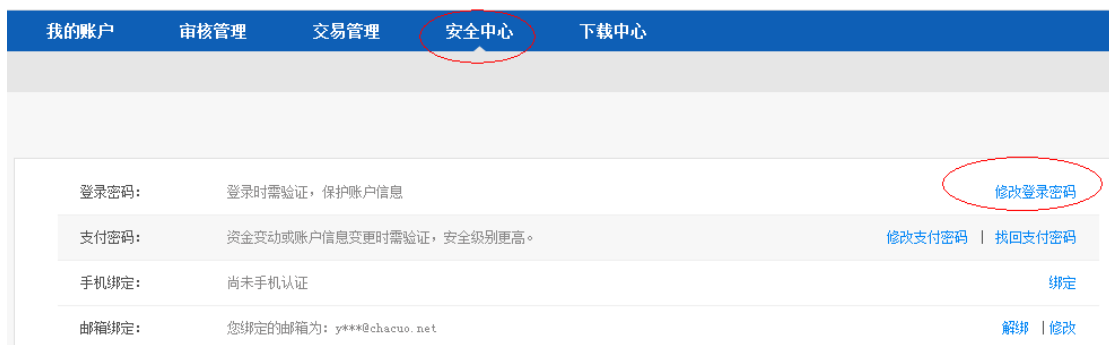 我的账户 审核管理 交易管理 安全中心 下载中心
登录密码： 登录时需验证，保护账户信息 修改登录密码
支付密码： 资金变动或账户信息变更时需验证，安全级别更高。 修改支付密码 | 找回支付密码
手机绑定： 尚未手机认证 绑定
邮箱绑定： 您绑定的邮箱为：y***@chacuo.net 解绑 |修改